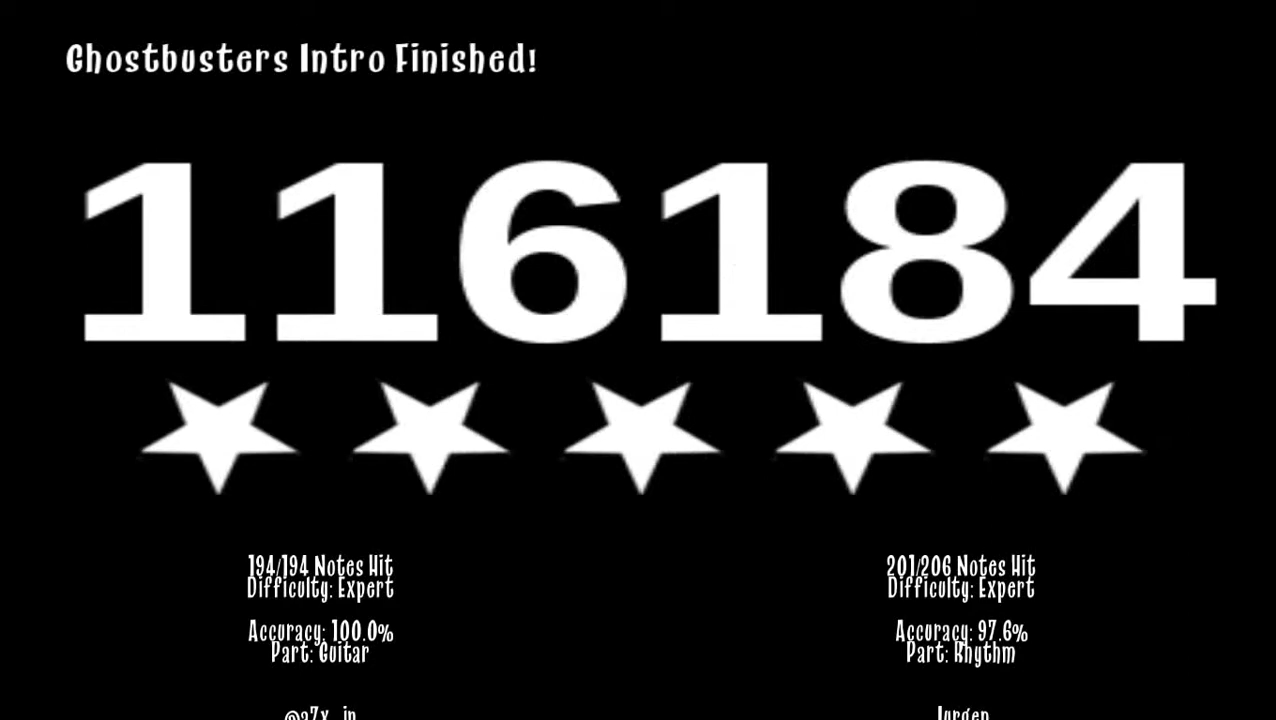 Ghostbusters Intro Finished!
116184
194/194 Notes Hit
Difficulty: Expert
Accuracy: 100.0%
Part: Guitar
201/206 Notes Hit
Difficulty: Expert
Accuracy: 97.6%
Part: Rhythm
Jurgen